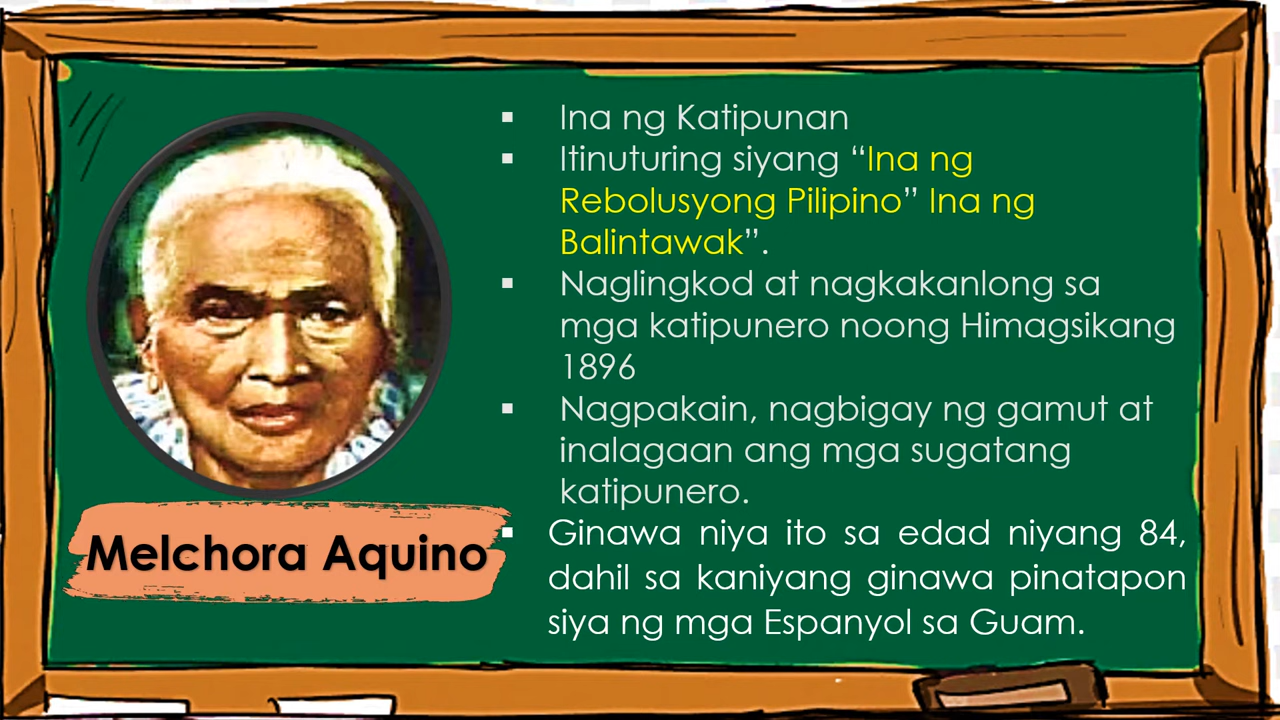 ▪ Ina ng Katipunan
▪ Itinuturing siyang “Ina ng
Rebolusyong Pilipino” Ina ng
Balintawak”.
▪ Naglingkod at nagkakanlong sa
mga katipunero noong Himagsikang
1896
▪ Nagpakain, nagbigay ng gamut at
inalagaan ang mga sugatang
katipunero.
▪ Ginawa niya ito sa edad niyang 84,
dahil sa kaniyang ginawa pinatapon
siya ng mga Espanyol sa Guam.
Melchora Aquino